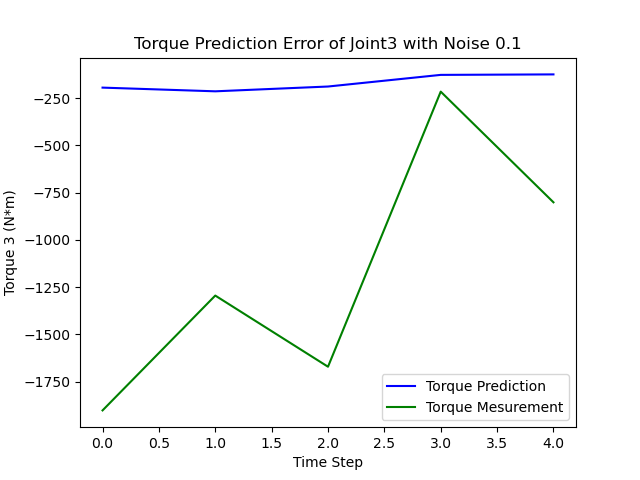 Torque Prediction Error of Joint3 with Noise 0.1
−250
−500
−750
−1000
−1250
−1500
−1750
Torque 3 (N*m)
Torque Prediction
Torque Mesurement
0.0 0.5 1.0 1.5 2.0 2.5 3.0 3.5 4.0
Time Step